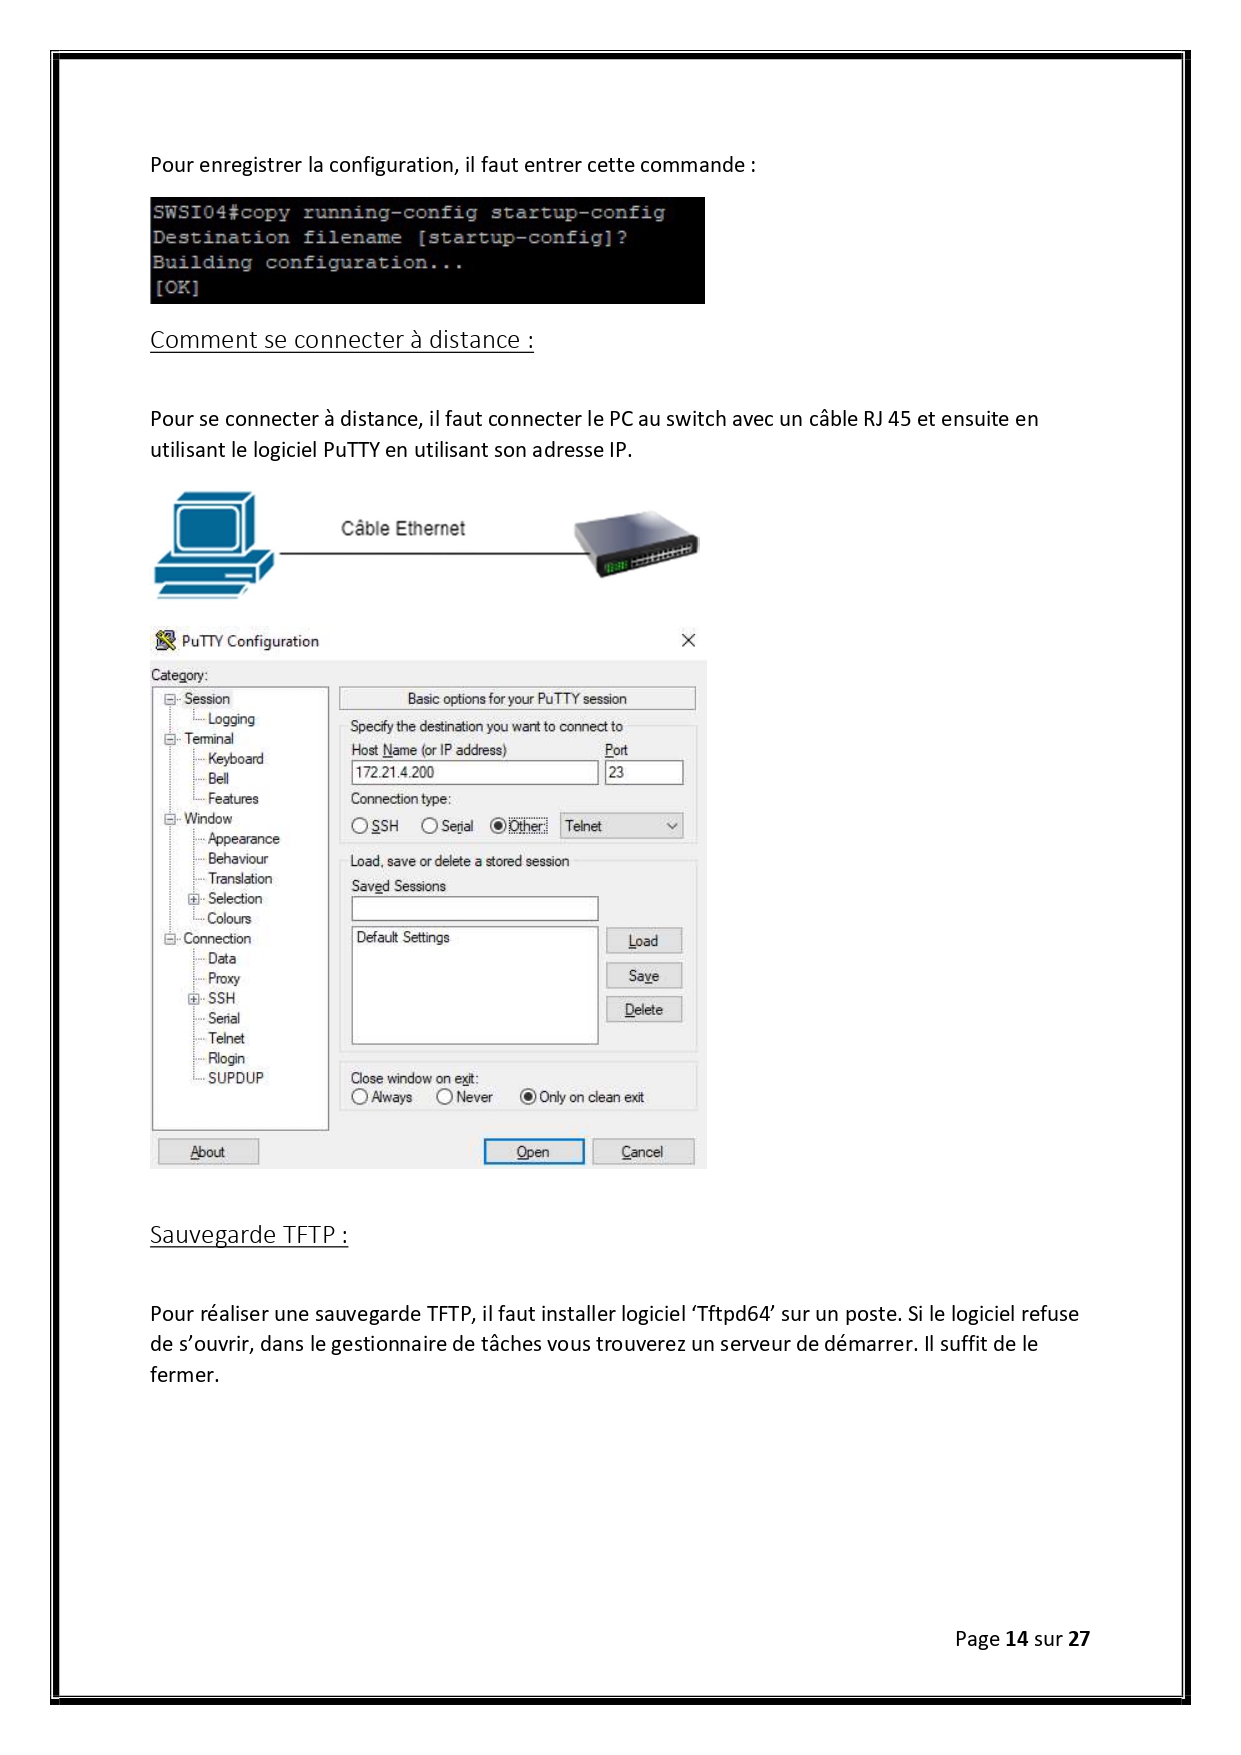 Pour enregistrer la configuration, il faut entrer cette commande :
SWSI04#copy running-config startup-config
Destination filename [startup-config]?
Building configuration...
[OK]
Comment se connecter à distance :
Pour se connecter à distance, il faut connecter le PC au switch avec un câble RJ 45 et ensuite en
utilisant le logiciel PuTTY en utilisant son adresse IP.
Câble Ethernet
PuTTY Configuration
Category:
Session
Logging
Terminal
Keyboard
Bell
Features
Window
Appearance
Behaviour
Translation
Selection
Colours
Connection
Data
Proxy
SSH
Serial
Telnet
Rlogin
SUPDUP
Basic options for your PuTTY session
Specify the destination you want to connect to
Host Name (or IP address) Port
172.21.4.200 23
Connection type:
SSH Serial Other: Telnet
Load, save or delete a stored session
Saved Sessions
Default Settings
Load
Save
Delete
Close window on exit:
Always Never Only on clean exit
About Open Cancel
Sauvegarde TFTP :
Pour réaliser une sauvegarde TFTP, il faut installer logiciel ‘Tftpd64’ sur un poste. Si le logiciel refuse
de s’ouvrir, dans le gestionnaire de tâches vous trouverez un serveur de démarrer. Il suffit de le
fermer.
Page 14 sur 27